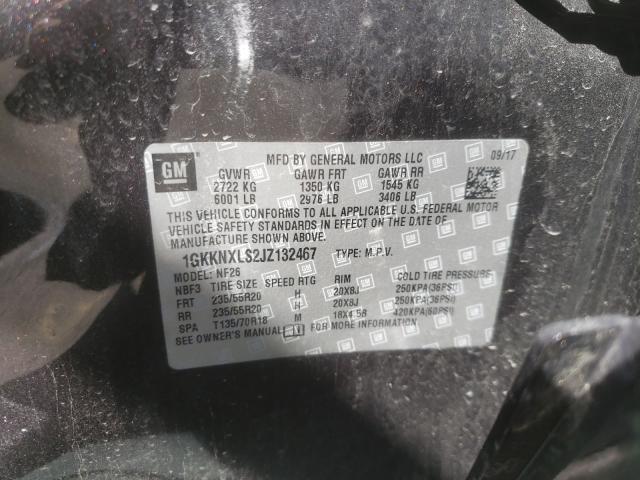 GM
MFD BY GENERAL MOTORS LLC 09/17
GVWR GAWR FRT GAWR RR
2722 KG 1350 KG 1545 KG
6001 LB 2976 LB 3406 LB
THIS VEHICLE CONFORMS TO ALL APPLICABLE U.S. FEDERAL MOTOR
VEHICLE SAFETY STANDARDS IN EFFECT ON THE DATE OF
MANUFACTURE SHOWN ABOVE.
1GKKNXLS2JZ132467 TYPE: M.P.V.
MODEL: NF26
NBF3 TIRE SIZE SPEED RTG RIM COLD TIRE PRESSURE
FRT 235/55R20 H 20X8J 250KPA(36PSI)
RR 235/55R20 H 20X8J 250KPA(36PSI)
SPA T135/70R18 M 18X4.5B 420KPA(60PSI)
SEE OWNER'S MANUAL FOR MORE INFORMATION.